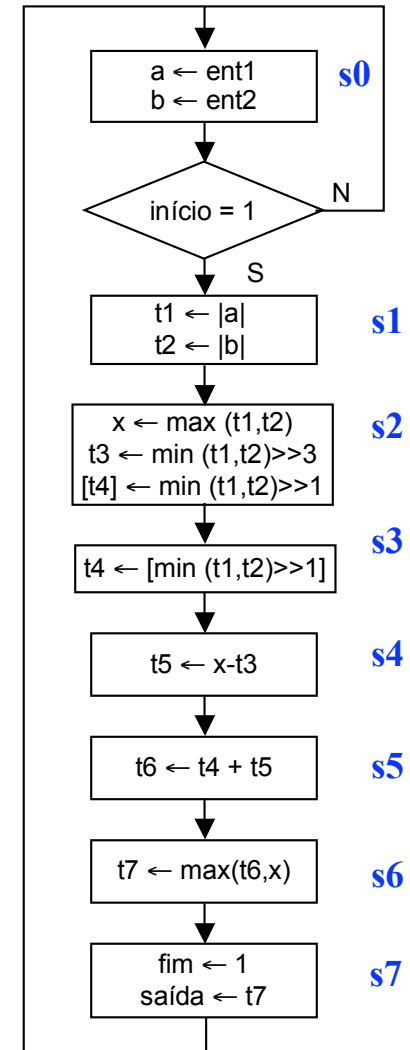 a ← ent1
b ← ent2
s0
início = 1
N
S
t1 ← |a|
t2 ← |b|
s1
x ← max (t1,t2)
t3 ← min (t1,t2)>>3
[t4] ← min (t1,t2)>>1
s2
t4 ← [min (t1,t2)>>1]
s3
t5 ← x-t3
s4
t6 ← t4 + t5
s5
t7 ← max(t6,x)
s6
fim ← 1
saída ← t7
s7